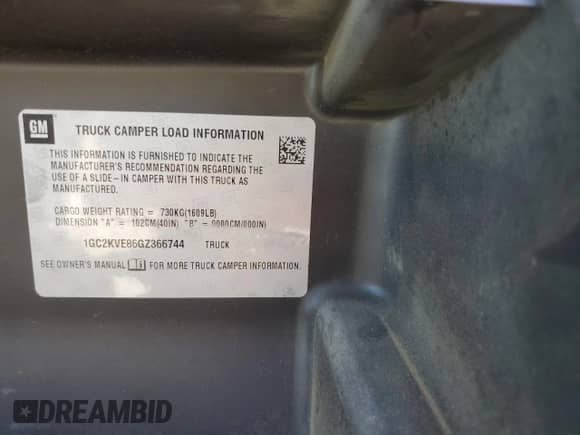 GM
TRUCK CAMPER LOAD INFORMATION
THIS INFORMATION IS FURNISHED TO INDICATE THE
MANUFACTURER'S RECOMMENDATION REGARDING THE
USE OF A SLIDE-IN CAMPER WITH THIS TRUCK AS
MANUFACTURED.
CARGO WEIGHT RATING = 730KG(1609LB)
DIMENSION "A" = 102CM(40IN) "B" = 0000CM(000IN)
1GC2KVE86GZ366744 TRUCK
SEE OWNER'S MANUAL FOR MORE TRUCK CAMPER INFORMATION.
DREAMBID